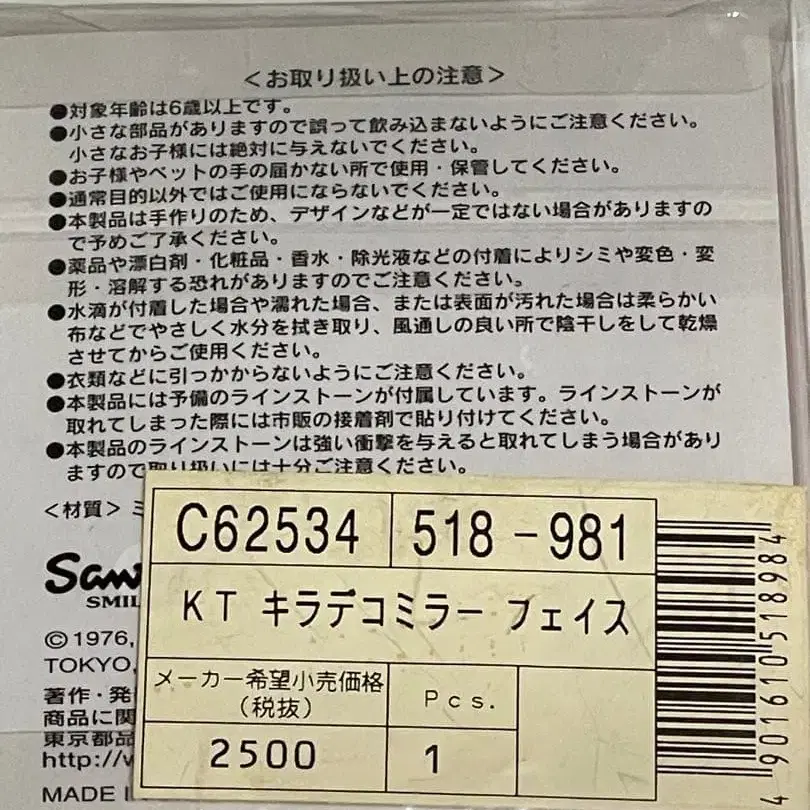 ＜お取り扱い上の注意＞
●対象年齢は6歳以上です。
●小さな部品がありますので誤って飲み込まないようにご注意ください。
小さなお子様には絶対に与えないでください。
●お子様やペットの手の届かない所で使用・保管してください。
●通常目的以外ではご使用にならないでください。
●本製品は手作りのため、デザインなどが一定ではない場合がありますの
で予めご了承ください。
●薬品や漂白剤・化粧品・香水・除光液などの付着によりシミや変色・変
形・溶解する恐れがありますのでご注意ください。
●水滴が付着した場合や濡れた場合、または表面が汚れた場合は柔らかい
布などでやさしく水分を拭き取り、風通しの良い所で陰干しをして乾燥
させてからご使用ください。
●衣類などに引っかからないようにご注意ください。
●本製品には予備のラインストーンが付属しています。ラインストーンが
取れてしまった際には市販の接着剤で貼り付けてください。
●本製品のラインストーンは強い衝撃を与えると取れてしまう場合があり
ますので取り扱いには十分ご注意ください。
＜材質＞ミ
San
SMIL
©1976,
TOKYO,
著作・発
商品に関
東京都品
http://w
MADE I
C62534 518-981
KT キラデコミラー フェイス
メーカー希望小売価格
(税抜)
Pcs.
2500 1
4901610518984